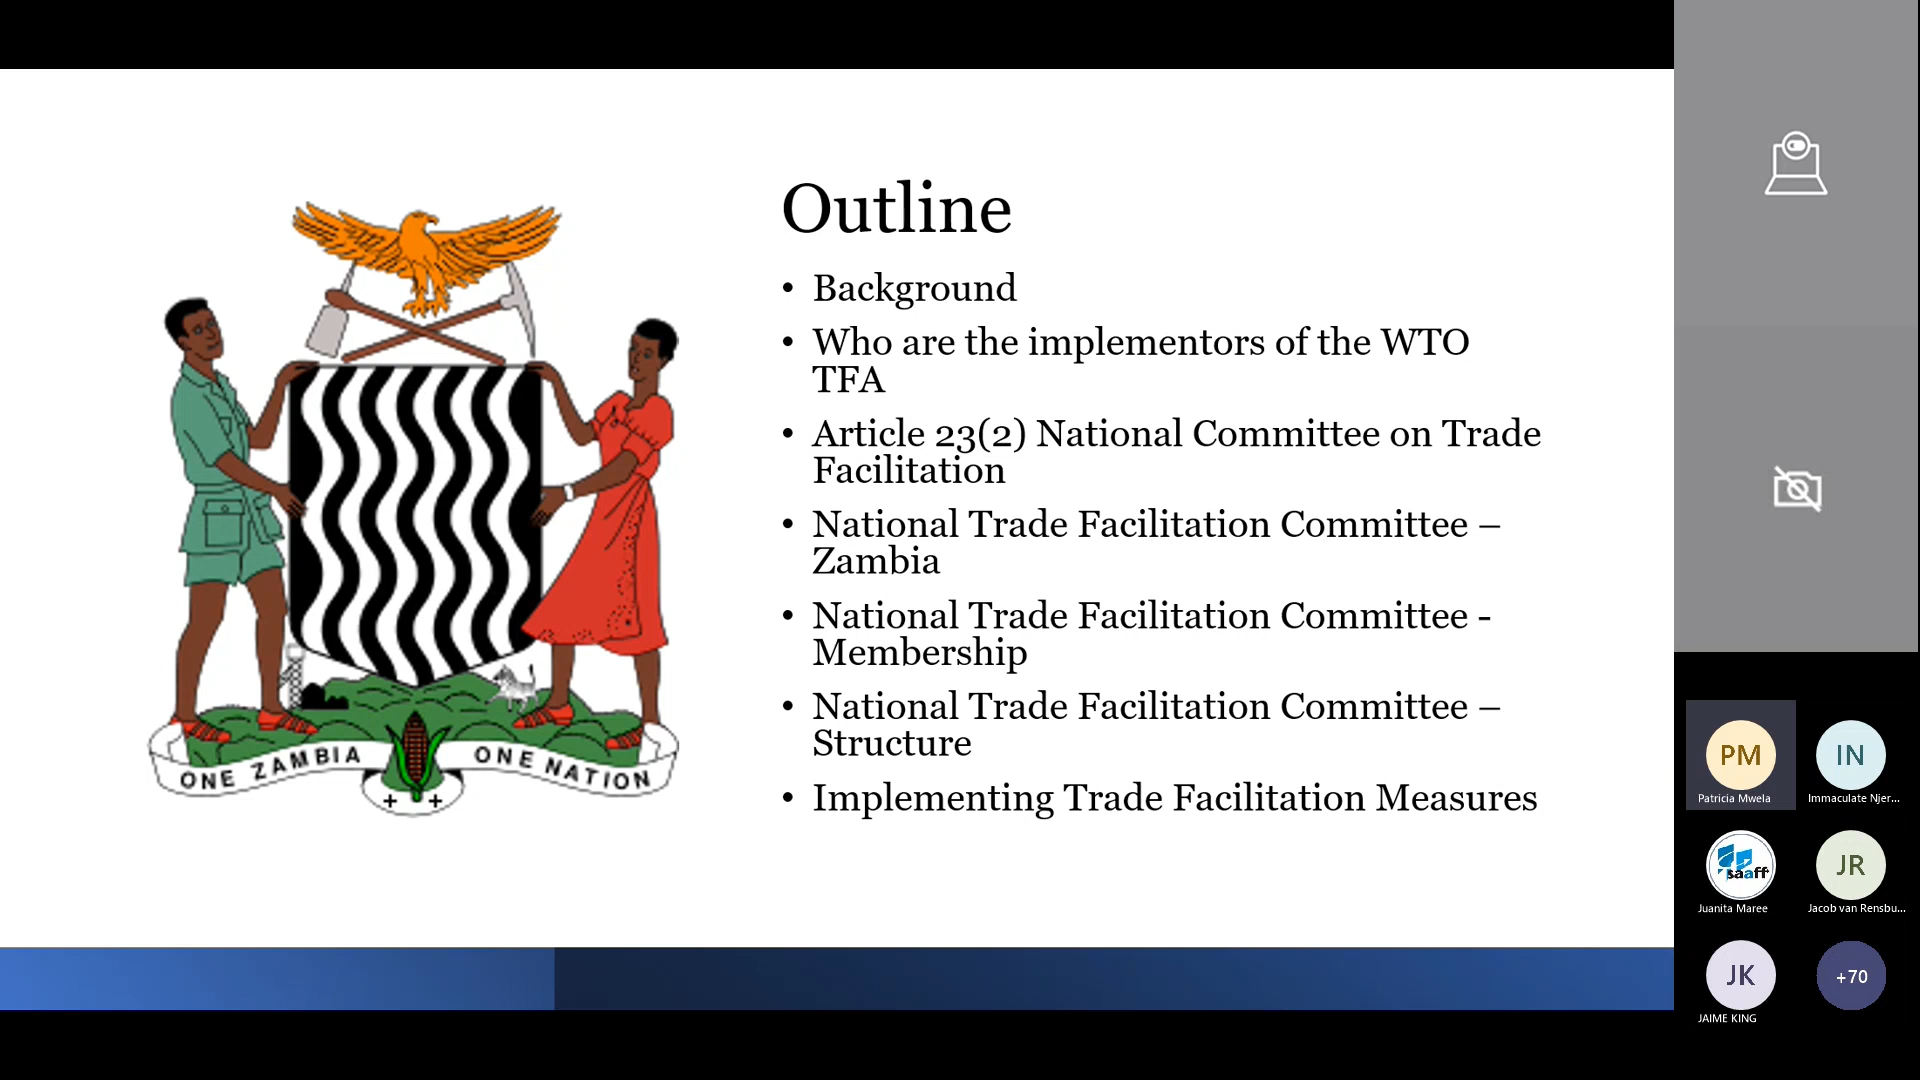 Outline
• Background
• Who are the implementors of the WTO
TFA
• Article 23(2) National Committee on Trade
Facilitation
• National Trade Facilitation Committee –
Zambia
• National Trade Facilitation Committee -
Membership
• National Trade Facilitation Committee –
Structure
• Implementing Trade Facilitation Measures
ONE ZAMBIA ONE NATION
PM
Patricia Mwela
IN
Immaculate Njer...
saaff
Juanita Maree
JR
Jacob van Rensbu...
JK
JAIME KING
+70